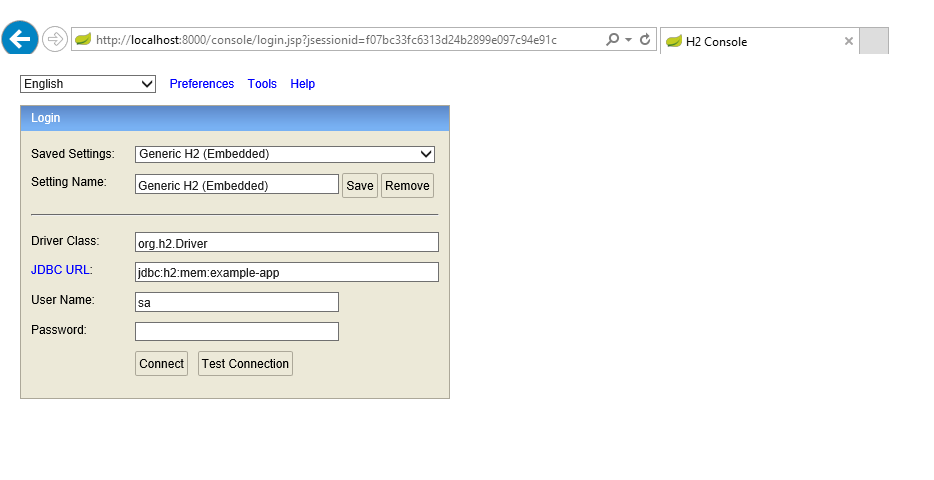 http://localhost:8000/console/login.jsp?jsessionid=f07bc33fc6313d24b2899e097c94e91c
H2 Console
English Preferences Tools Help
Login
Saved Settings: Generic H2 (Embedded)
Setting Name: Generic H2 (Embedded) Save Remove
Driver Class: org.h2.Driver
JDBC URL: jdbc:h2:mem:example-app
User Name: sa
Password:
Connect Test Connection